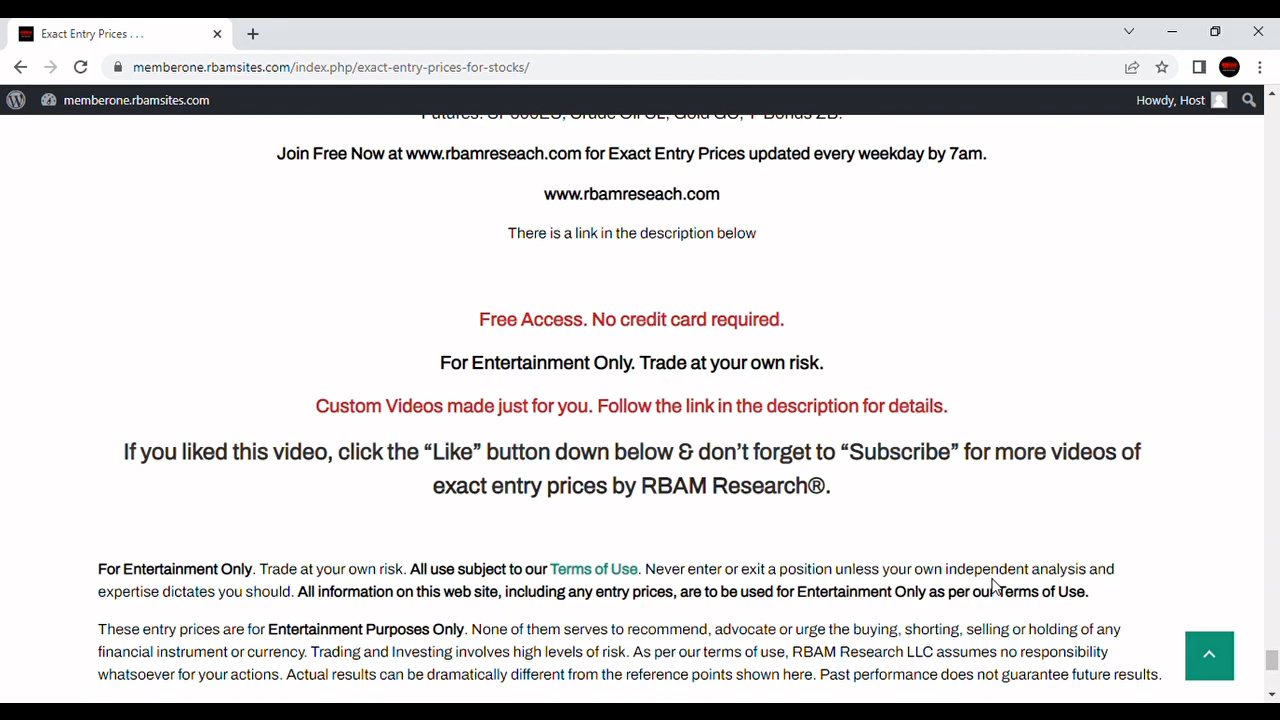 Exact Entry Prices . . .
memberone.rbamsites.com/index.php/exact-entry-prices-for-stocks/
memberone.rbamsites.com
Howdy, Host
Futures: SP500ES, Crude Oil CL, Gold GC, T-Bonds ZB.
Join Free Now at www.rbamreseach.com for Exact Entry Prices updated every weekday by 7am.
www.rbamreseach.com
There is a link in the description below
Free Access. No credit card required.
For Entertainment Only. Trade at your own risk.
Custom Videos made just for you. Follow the link in the description for details.
If you liked this video, click the “Like” button down below & don’t forget to “Subscribe” for more videos of
exact entry prices by RBAM Research®.
For Entertainment Only. Trade at your own risk. All use subject to our Terms of Use. Never enter or exit a position unless your own independent analysis and
expertise dictates you should. All information on this web site, including any entry prices, are to be used for Entertainment Only as per our Terms of Use.
These entry prices are for Entertainment Purposes Only. None of them serves to recommend, advocate or urge the buying, shorting, selling or holding of any
financial instrument or currency. Trading and Investing involves high levels of risk. As per our terms of use, RBAM Research LLC assumes no responsibility
whatsoever for your actions. Actual results can be dramatically different from the reference points shown here. Past performance does not guarantee future results.